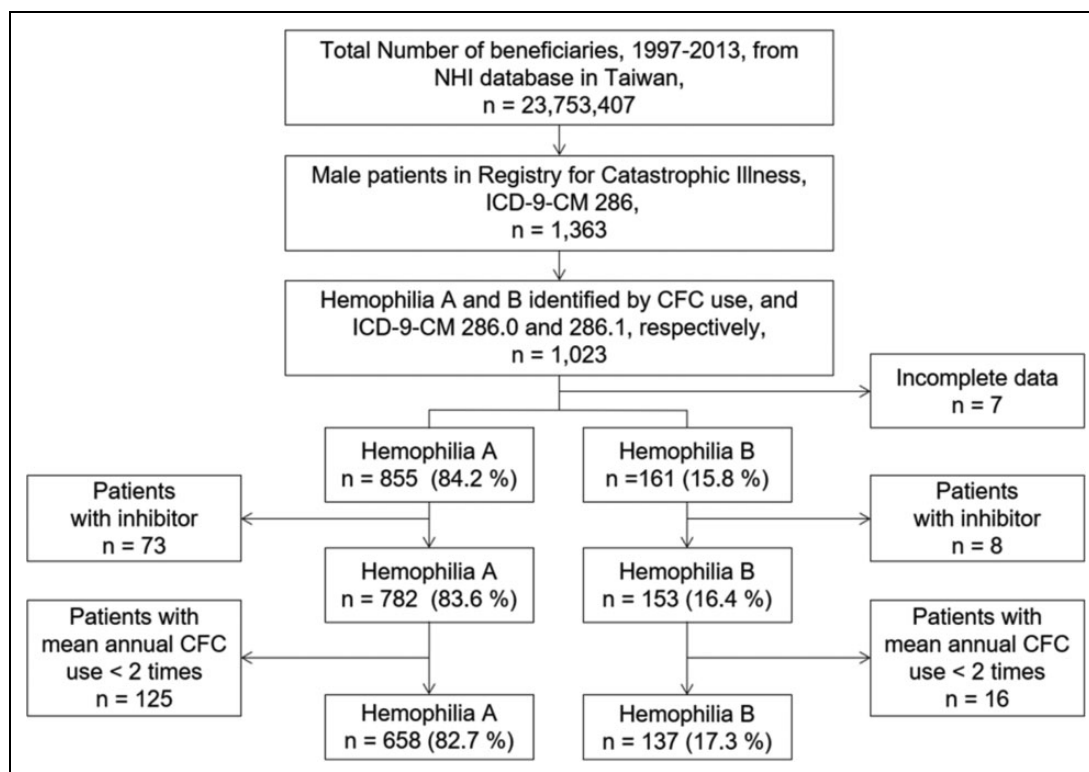 Total Number of beneficiaries, 1997-2013, from
NHI database in Taiwan,
n = 23,753,407
Male patients in Registry for Catastrophic Illness,
ICD-9-CM 286,
n = 1,363
Hemophilia A and B identified by CFC use, and
ICD-9-CM 286.0 and 286.1, respectively,
n = 1,023
Incomplete data
n = 7
Hemophilia A
n = 855 (84.2 %)
Hemophilia B
n =161 (15.8 %)
Patients
with inhibitor
n = 73
Patients
with inhibitor
n = 8
Hemophilia A
n = 782 (83.6 %)
Hemophilia B
n = 153 (16.4 %)
Patients with
mean annual CFC
use < 2 times
n = 125
Patients with
mean annual CFC
use < 2 times
n = 16
Hemophilia A
n = 658 (82.7 %)
Hemophilia B
n = 137 (17.3 %)